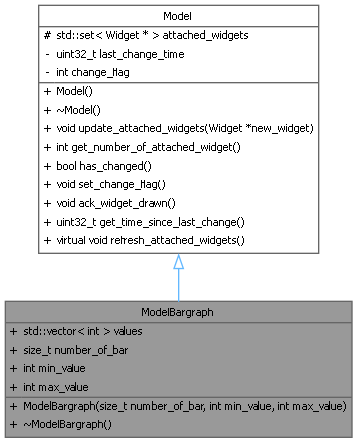 Model
# std::set< Widget * > attached_widgets
- uint32_t last_change_time
- int change_flag
+ Model()
+ ~Model()
+ void update_attached_widgets(Widget *new_widget)
+ int get_number_of_attached_widget()
+ bool has_changed()
+ void set_change_flag()
+ void ack_widget_drawn()
+ uint32_t get_time_since_last_change()
+ virtual void refresh_attached_widgets()
ModelBargraph
+ std::vector< int > values
+ size_t number_of_bar
+ int min_value
+ int max_value
+ ModelBargraph(size_t number_of_bar, int min_value, int max_value)
+ ~ModelBargraph()